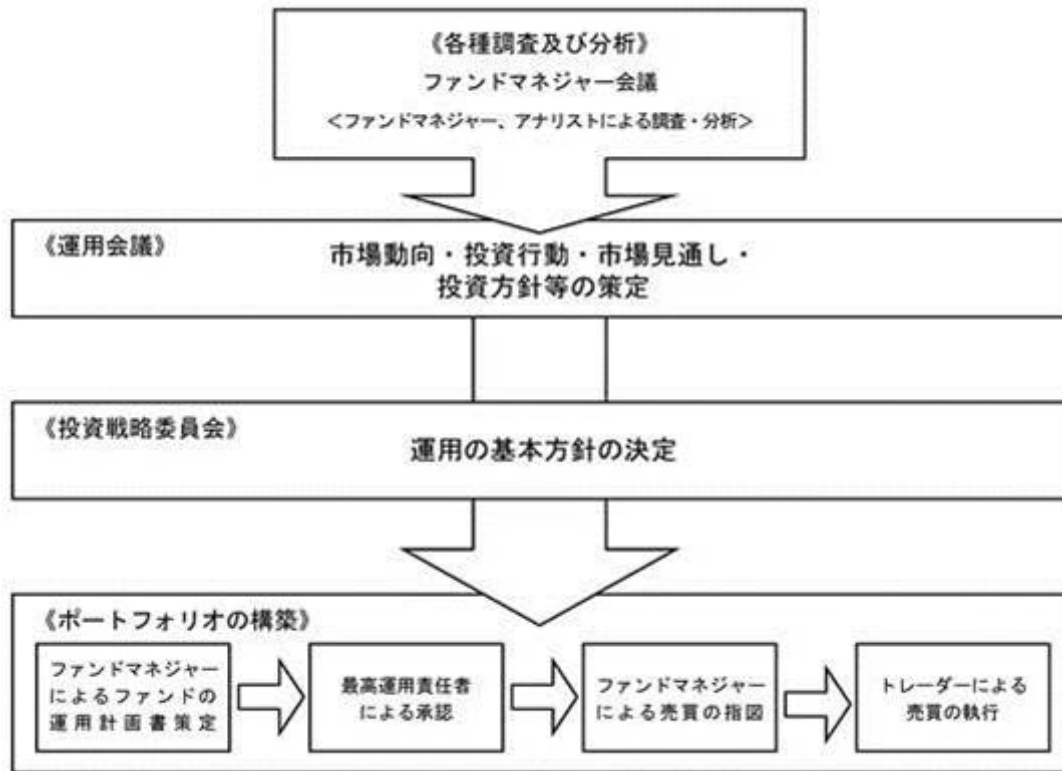 《各種調査及び分析》
ファンドマネジャー会議
<ファンドマネジャー、アナリストによる調査・分析>
《運用会議》
市場動向・投資行動・市場見通し・
投資方針等の策定
《投資戦略委員会》
運用の基本方針の決定
《ポートフォリオの構築》
ファンドマネジャー
によるファンドの
運用計画書策定
最高運用責任者
による承認
ファンドマネジャー
による売買の指図
トレーダーによる
売買の執行